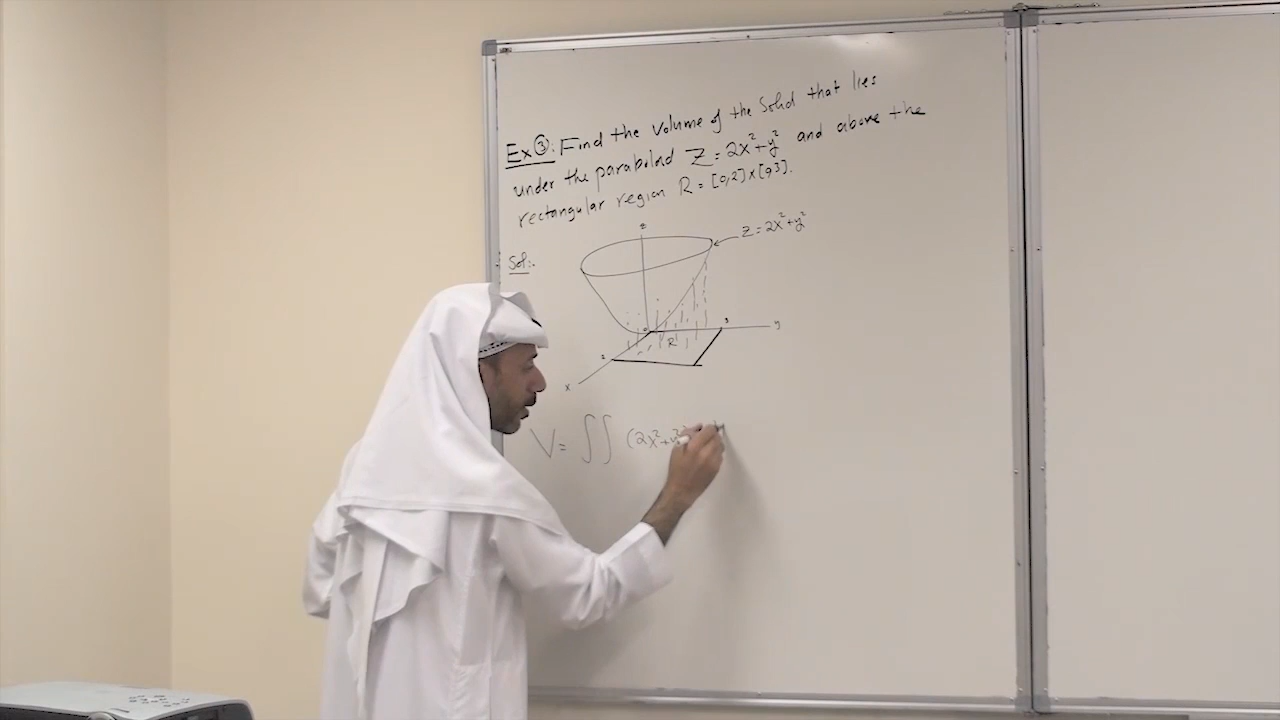 Ex③: Find the volume of the solid that lies
under the paraboloid Z = 2x²+y² and above the
rectangular region R = [0,2]×[0,3].
Sol:.
z
Z = 2x²+y²
0
3
y
R
2
x
V = ∬ (2x²+y²)